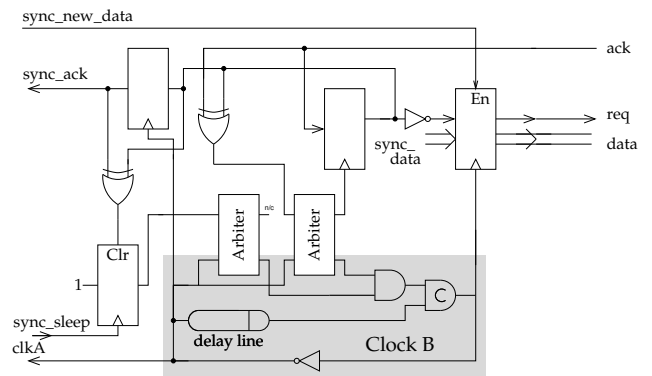 sync_new_data
ack
sync_ack
En
req
sync_
data
data
Arbiter
n/c
Arbiter
Clr
1
sync_sleep
clkA
C
delay line
Clock B